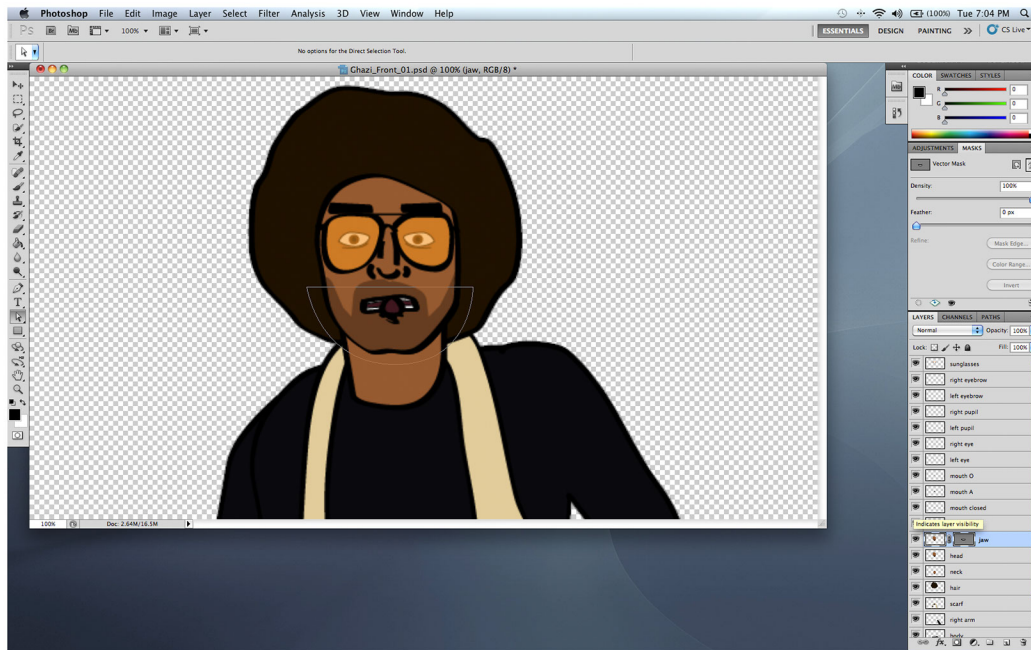 Photoshop File Edit Image Layer Select Filter Analysis 3D View Window Help (100%) Tue 7:04 PM
Ps Br Mb 100% ESSENTIALS DESIGN PAINTING >> CS Live
No options for the Direct Selection Tool.
Ghazi_Front_01.psd @ 100% (jaw, RGB/8) *
COLOR SWATCHES STYLES
R 0
G 0
B 0
ADJUSTMENTS MASKS
Vector Mask
Density: 100%
Feather: 0 px
Refine: Mask Edge...
Color Range...
Invert
LAYERS CHANNELS PATHS
Normal Opacity: 100%
Lock: Fill: 100%
sunglasses
right eyebrow
left eyebrow
right pupil
left pupil
right eye
left eye
mouth O
mouth A
mouth closed
Indicates layer visibility
jaw
head
neck
hair
scarf
right arm
body
100% Doc: 2.64M/16.5M